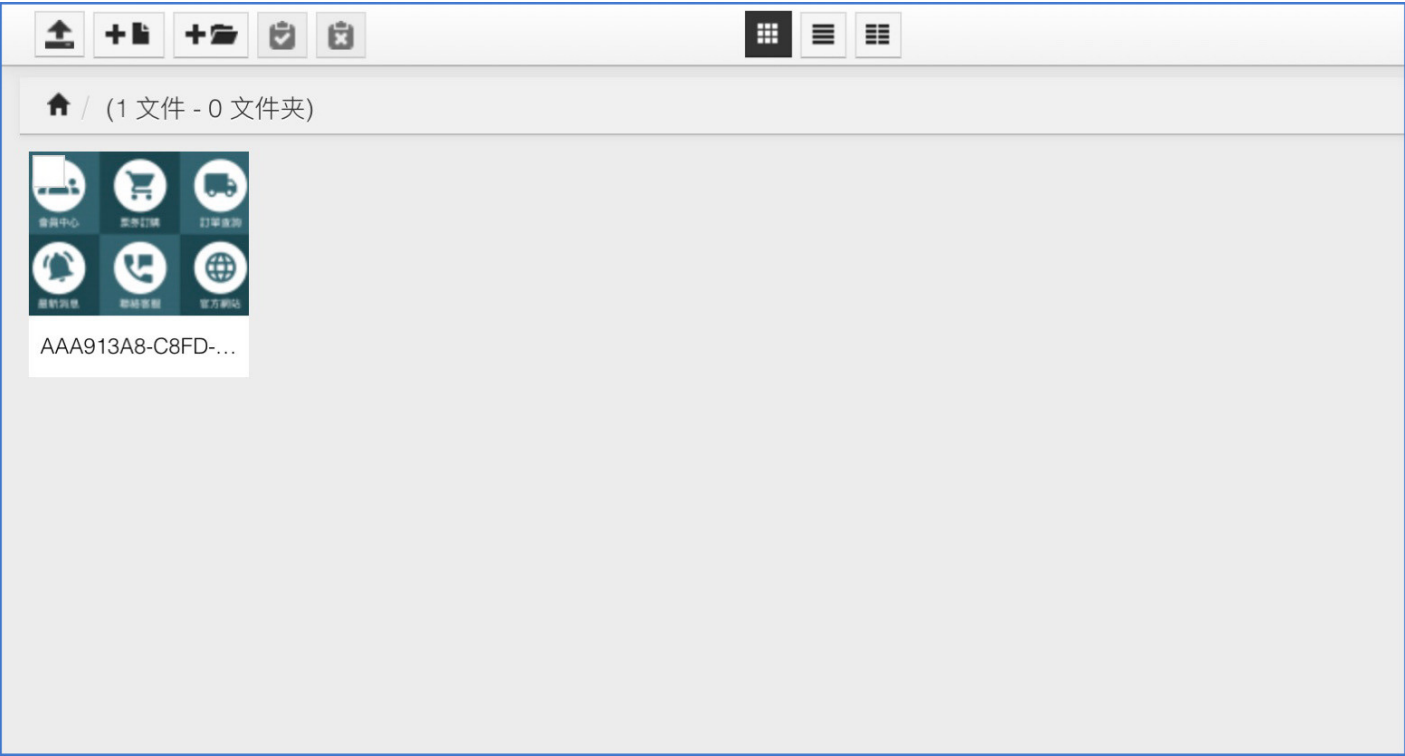 (1 文件 - 0 文件夹)
會員中心 票券訂購 訂單查詢
最新消息 聯絡客服 官方網站
AAA913A8-C8FD-...